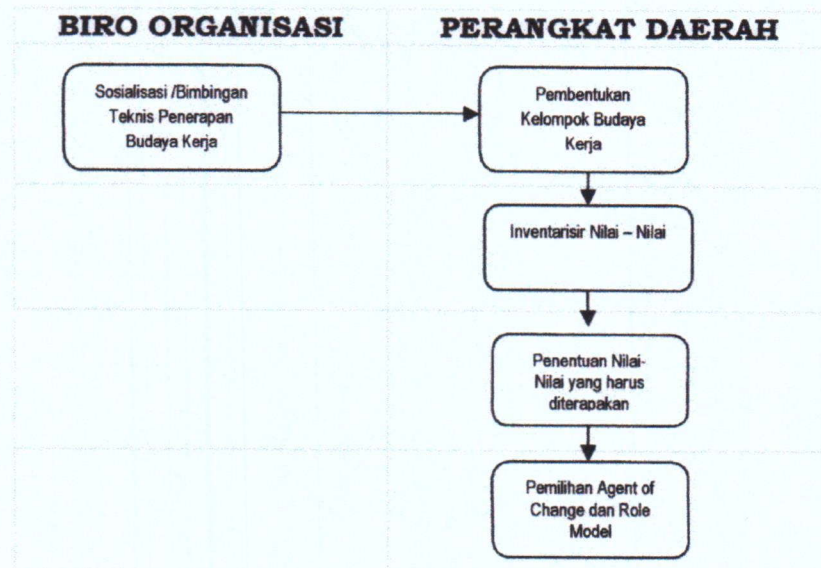 BIRO ORGANISASI
PERANGKAT DAERAH
Sosialisasi /Bimbingan
Teknis Penerapan
Budaya Kerja
Pembentukan
Kelompok Budaya
Kerja
Inventarisir Nilai – Nilai
Penentuan Nilai-
Nilai yang harus
diterapakan
Pemilihan Agent of
Change dan Role
Model